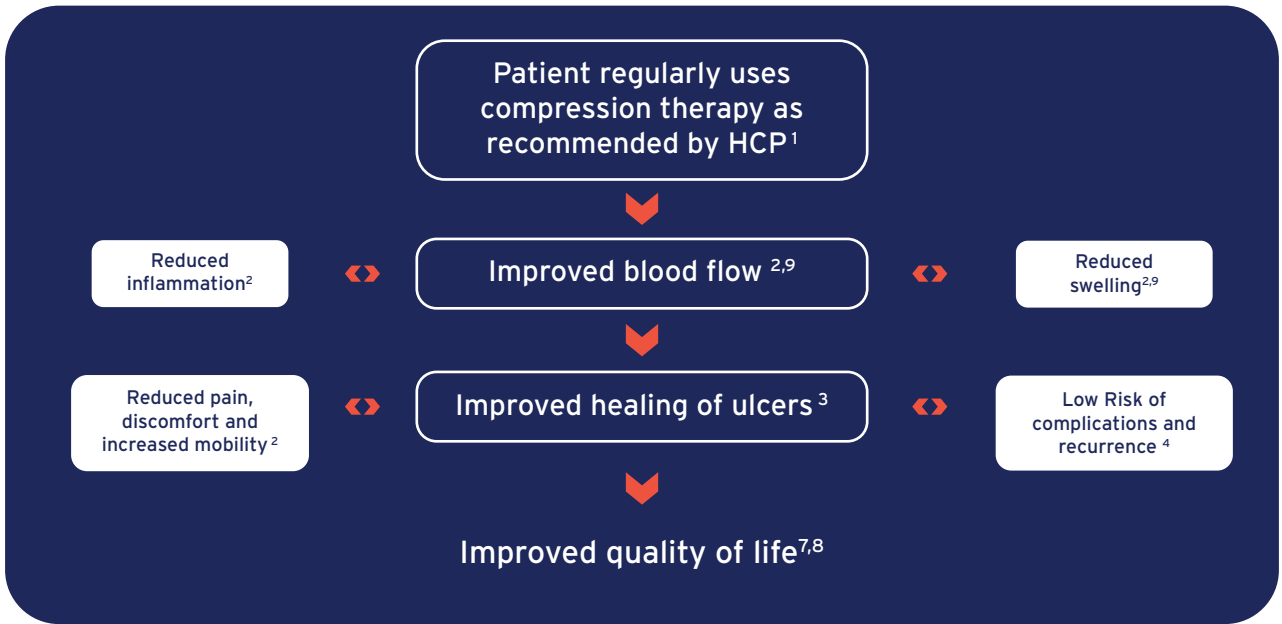 Patient regularly uses
compression therapy as
recommended by HCP 1
Reduced
inflammation2
Improved blood flow 2,9
Reduced
swelling2,9
Reduced pain,
discomfort and
increased mobility 2
Improved healing of ulcers 3
Low Risk of
complications and
recurrence 4
Improved quality of life7,8